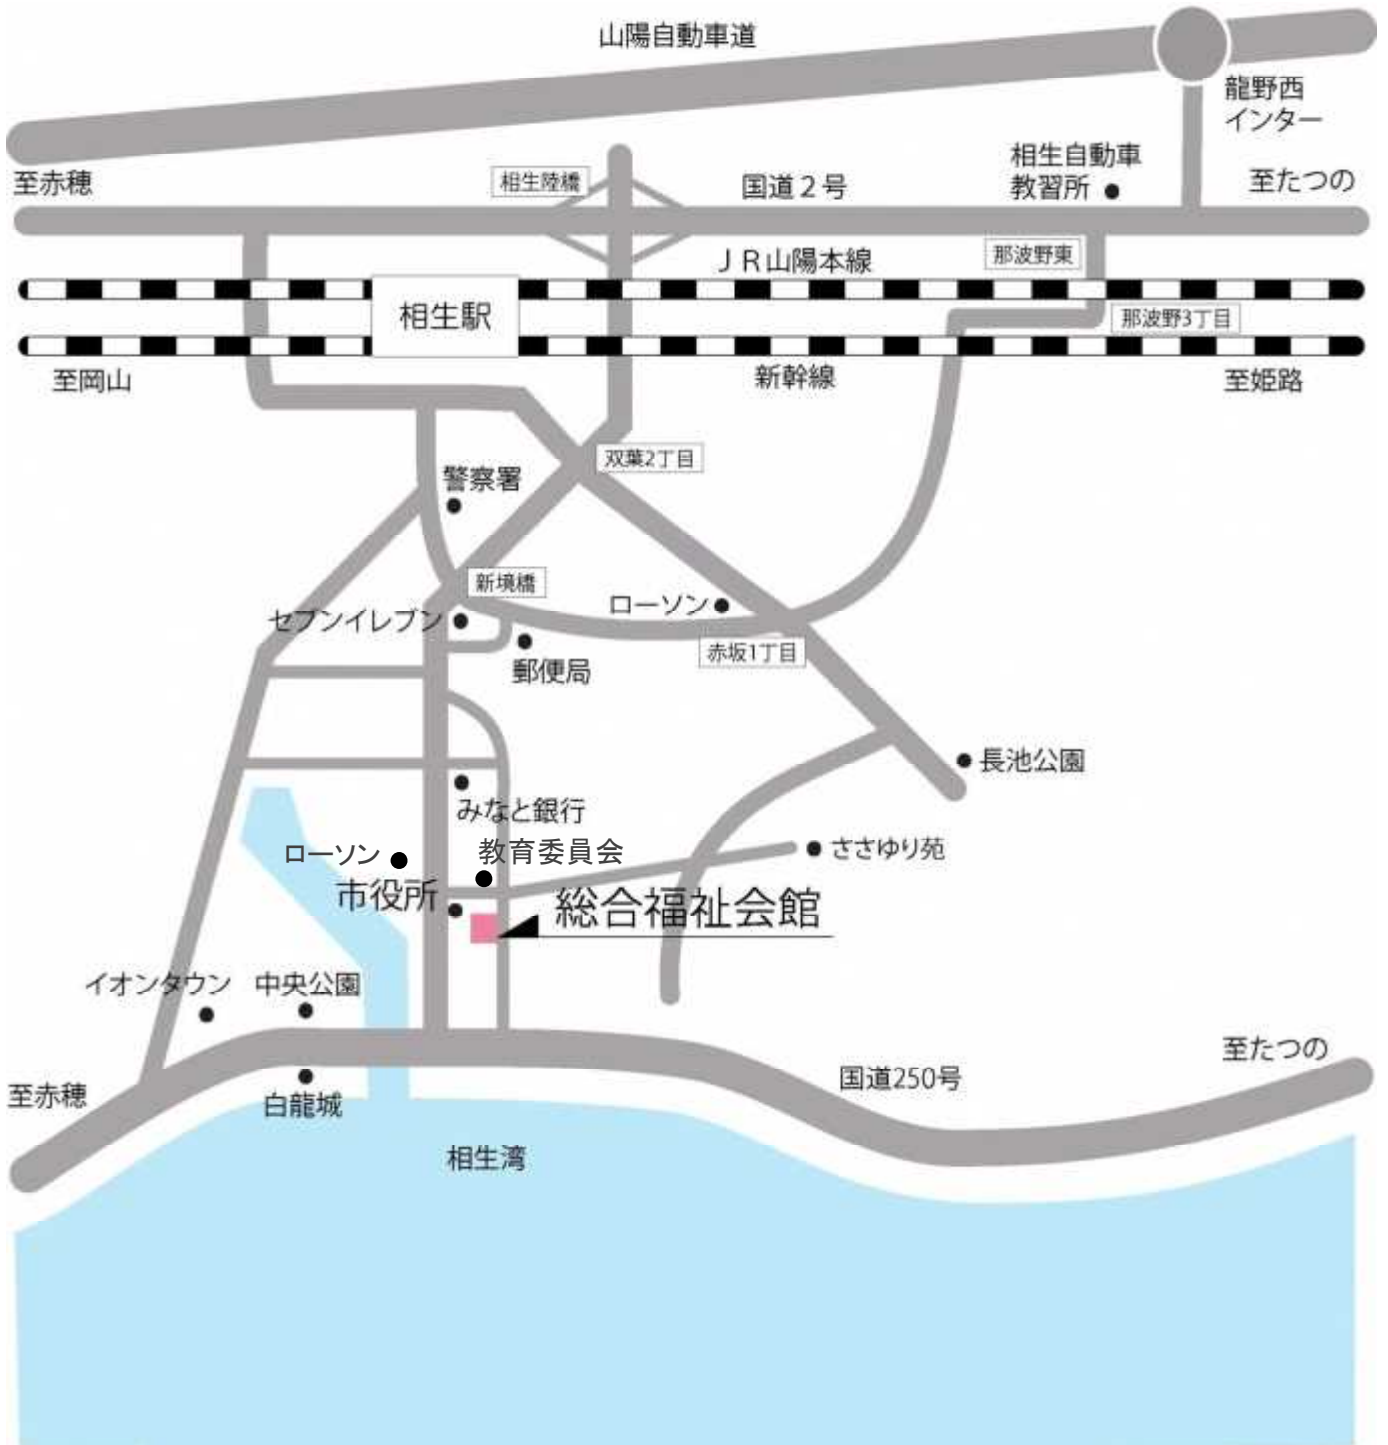 山陽自動車道
龍野西
インター
相生自動車
教習所
至赤穂
相生陸橋
国道２号
至たつの
那波野東
ＪＲ山陽本線
相生駅
那波野3丁目
至岡山
新幹線
至姫路
双葉2丁目
警察署
新境橋
ローソン
セブンイレブン
赤坂1丁目
郵便局
長池公園
みなと銀行
ローソン
教育委員会
ささゆり苑
市役所
総合福祉会館
イオンタウン
中央公園
至たつの
国道250号
至赤穂
白龍城
相生湾